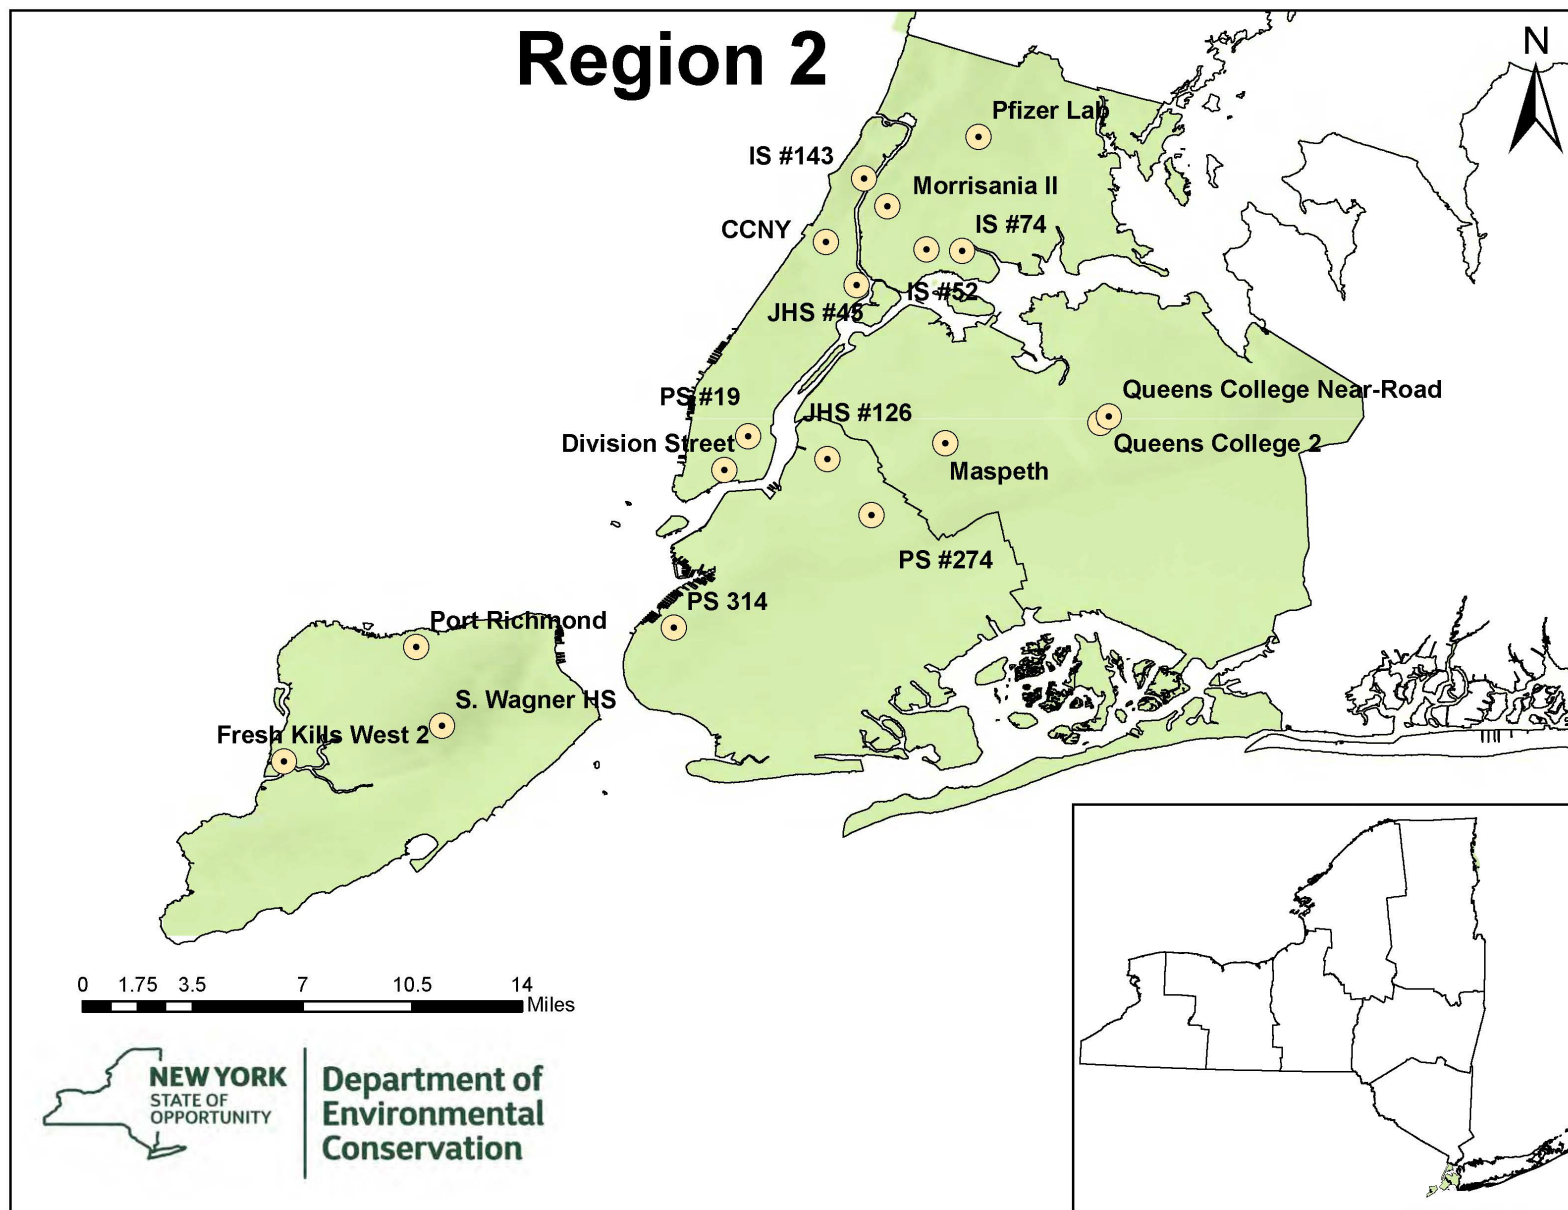 Region 2
N
Pfizer Lab
IS #143
Morrisania II
IS #74
CCNY
IS #52
JHS #45
Queens College Near-Road
PS #19
JHS #126
Division Street
Queens College 2
Maspeth
PS #274
PS 314
Port Richmond
S. Wagner HS
Fresh Kills West 2
0 1.75 3.5 7 10.5 14
Miles
NEW YORK
STATE OF
OPPORTUNITY
Department of
Environmental
Conservation